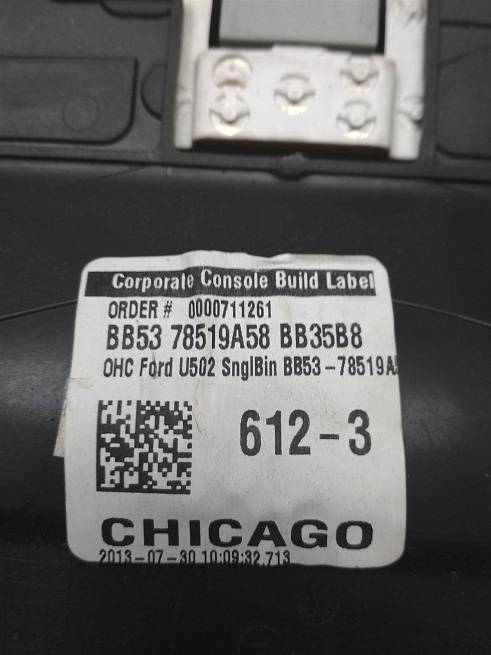 Corporate Console Build Label
ORDER # 0000711261
BB53 78519A58 BB35B8
OHC Ford U502 SnglBin BB53-78519A
612-3
CHICAGO
2013-07-30 10:09:32.713